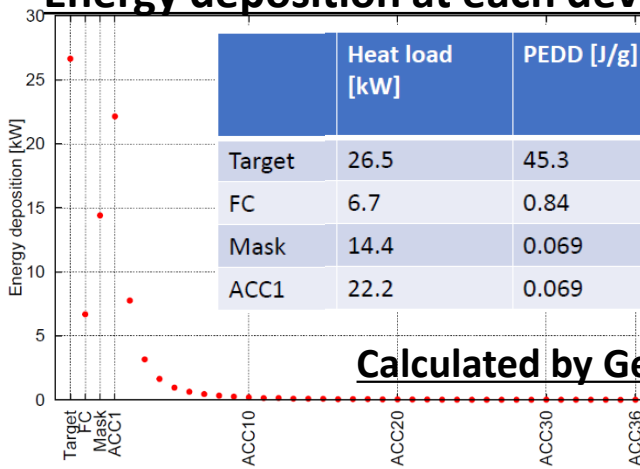 Energy deposition at each dev
30
25
20
15
10
5
0
Energy deposition [kW]
Heat load [kW] PEDD [J/g]
Target 26.5 45.3
FC 6.7 0.84
Mask 14.4 0.069
ACC1 22.2 0.069
Calculated by Ge
Target
FC
Mask
ACC1
ACC10
ACC20
ACC30
ACC36